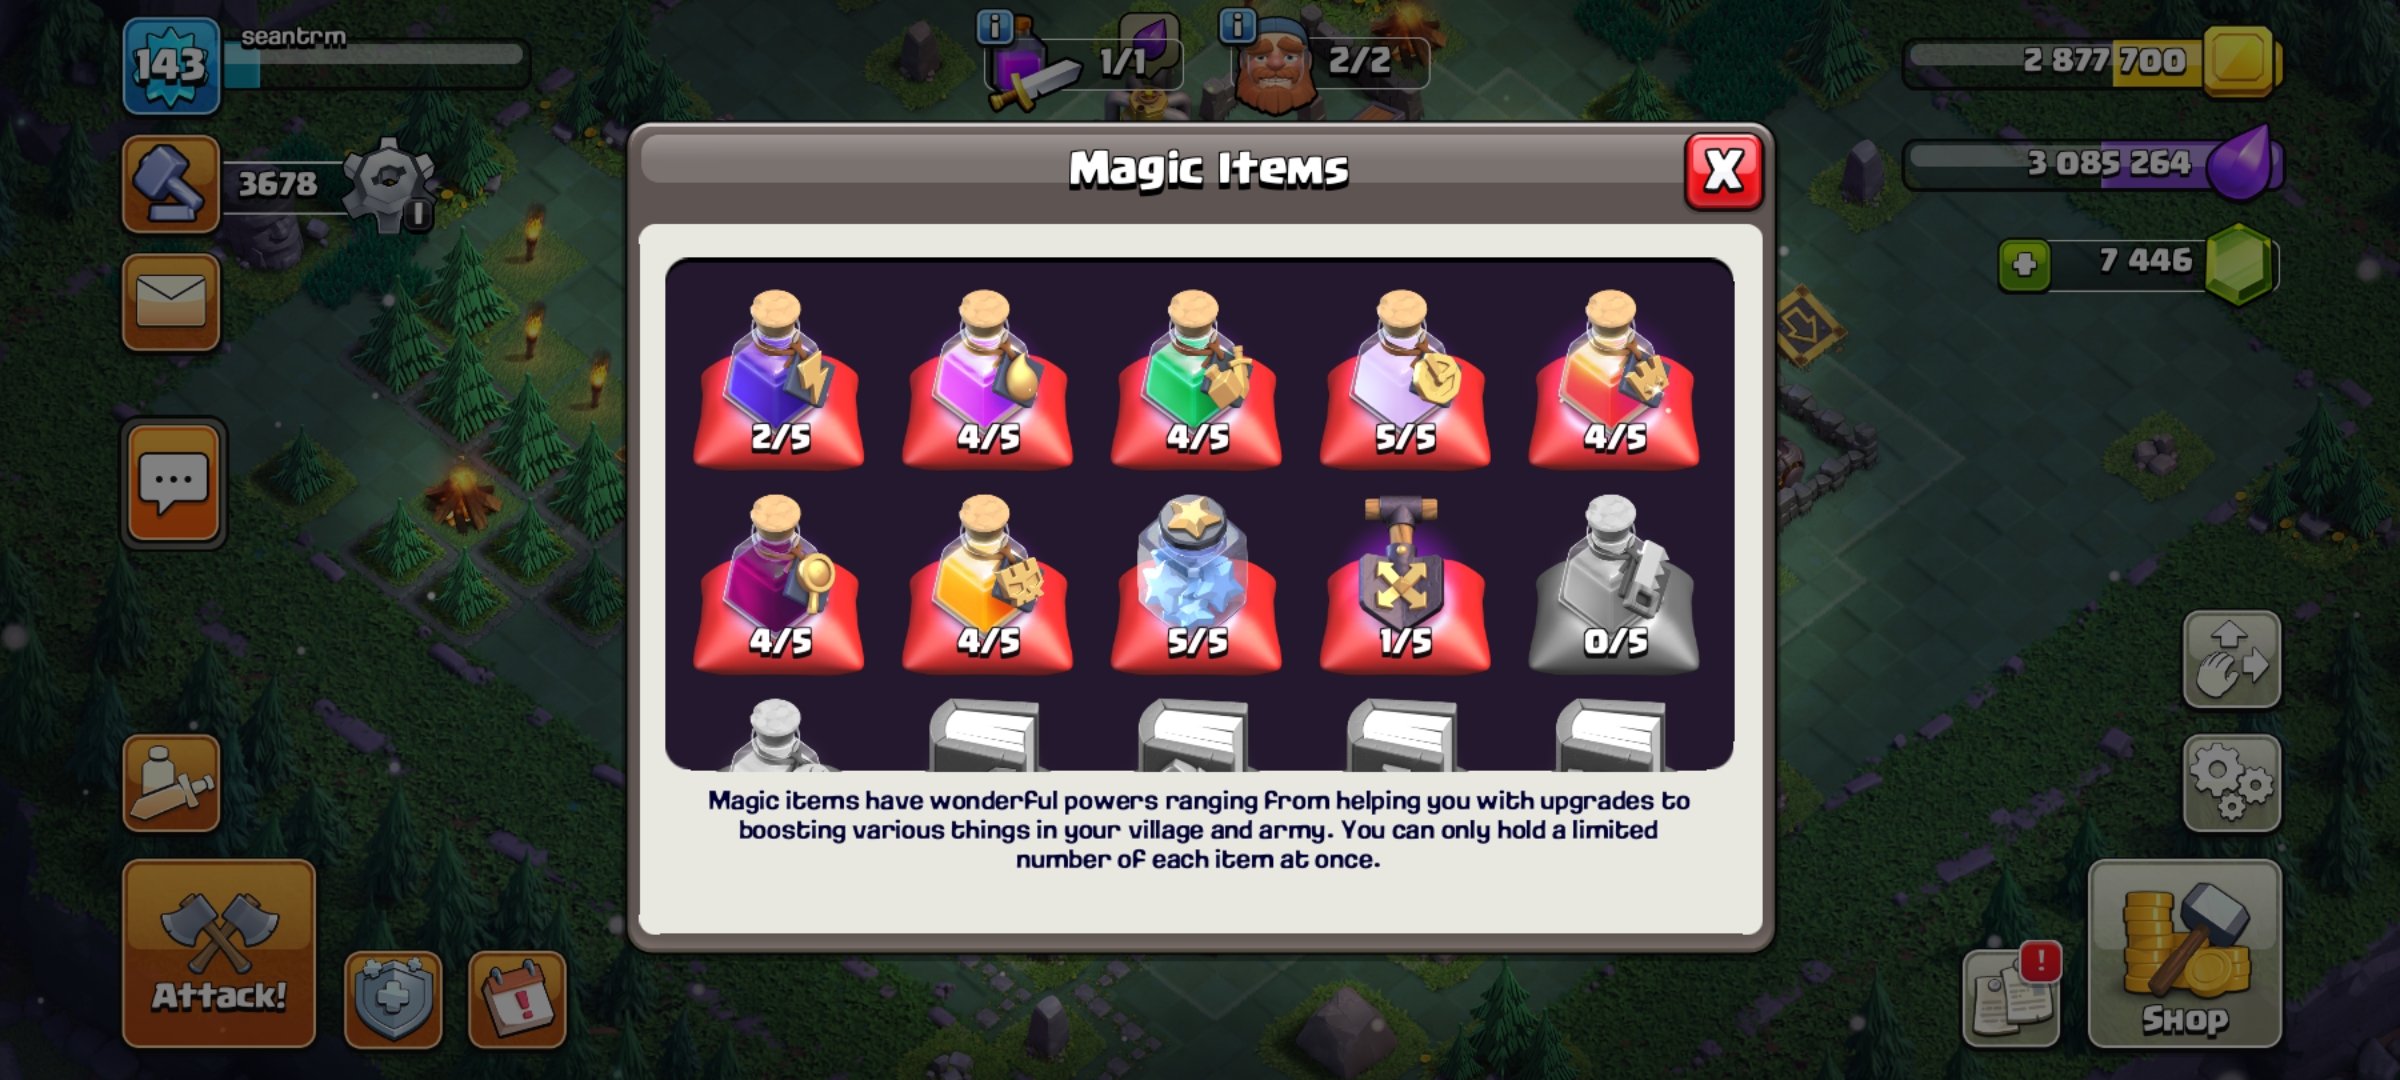 143
seantrm
1/1
2/2
2 877 700
3678
3 085 264
7 446
Magic Items
X
2/5
4/5
4/5
5/5
4/5
4/5
4/5
5/5
1/5
0/5
Magic items have wonderful powers ranging from helping you with upgrades to
boosting various things in your village and army. You can only hold a limited
number of each item at once.
Attack!
!
Shop